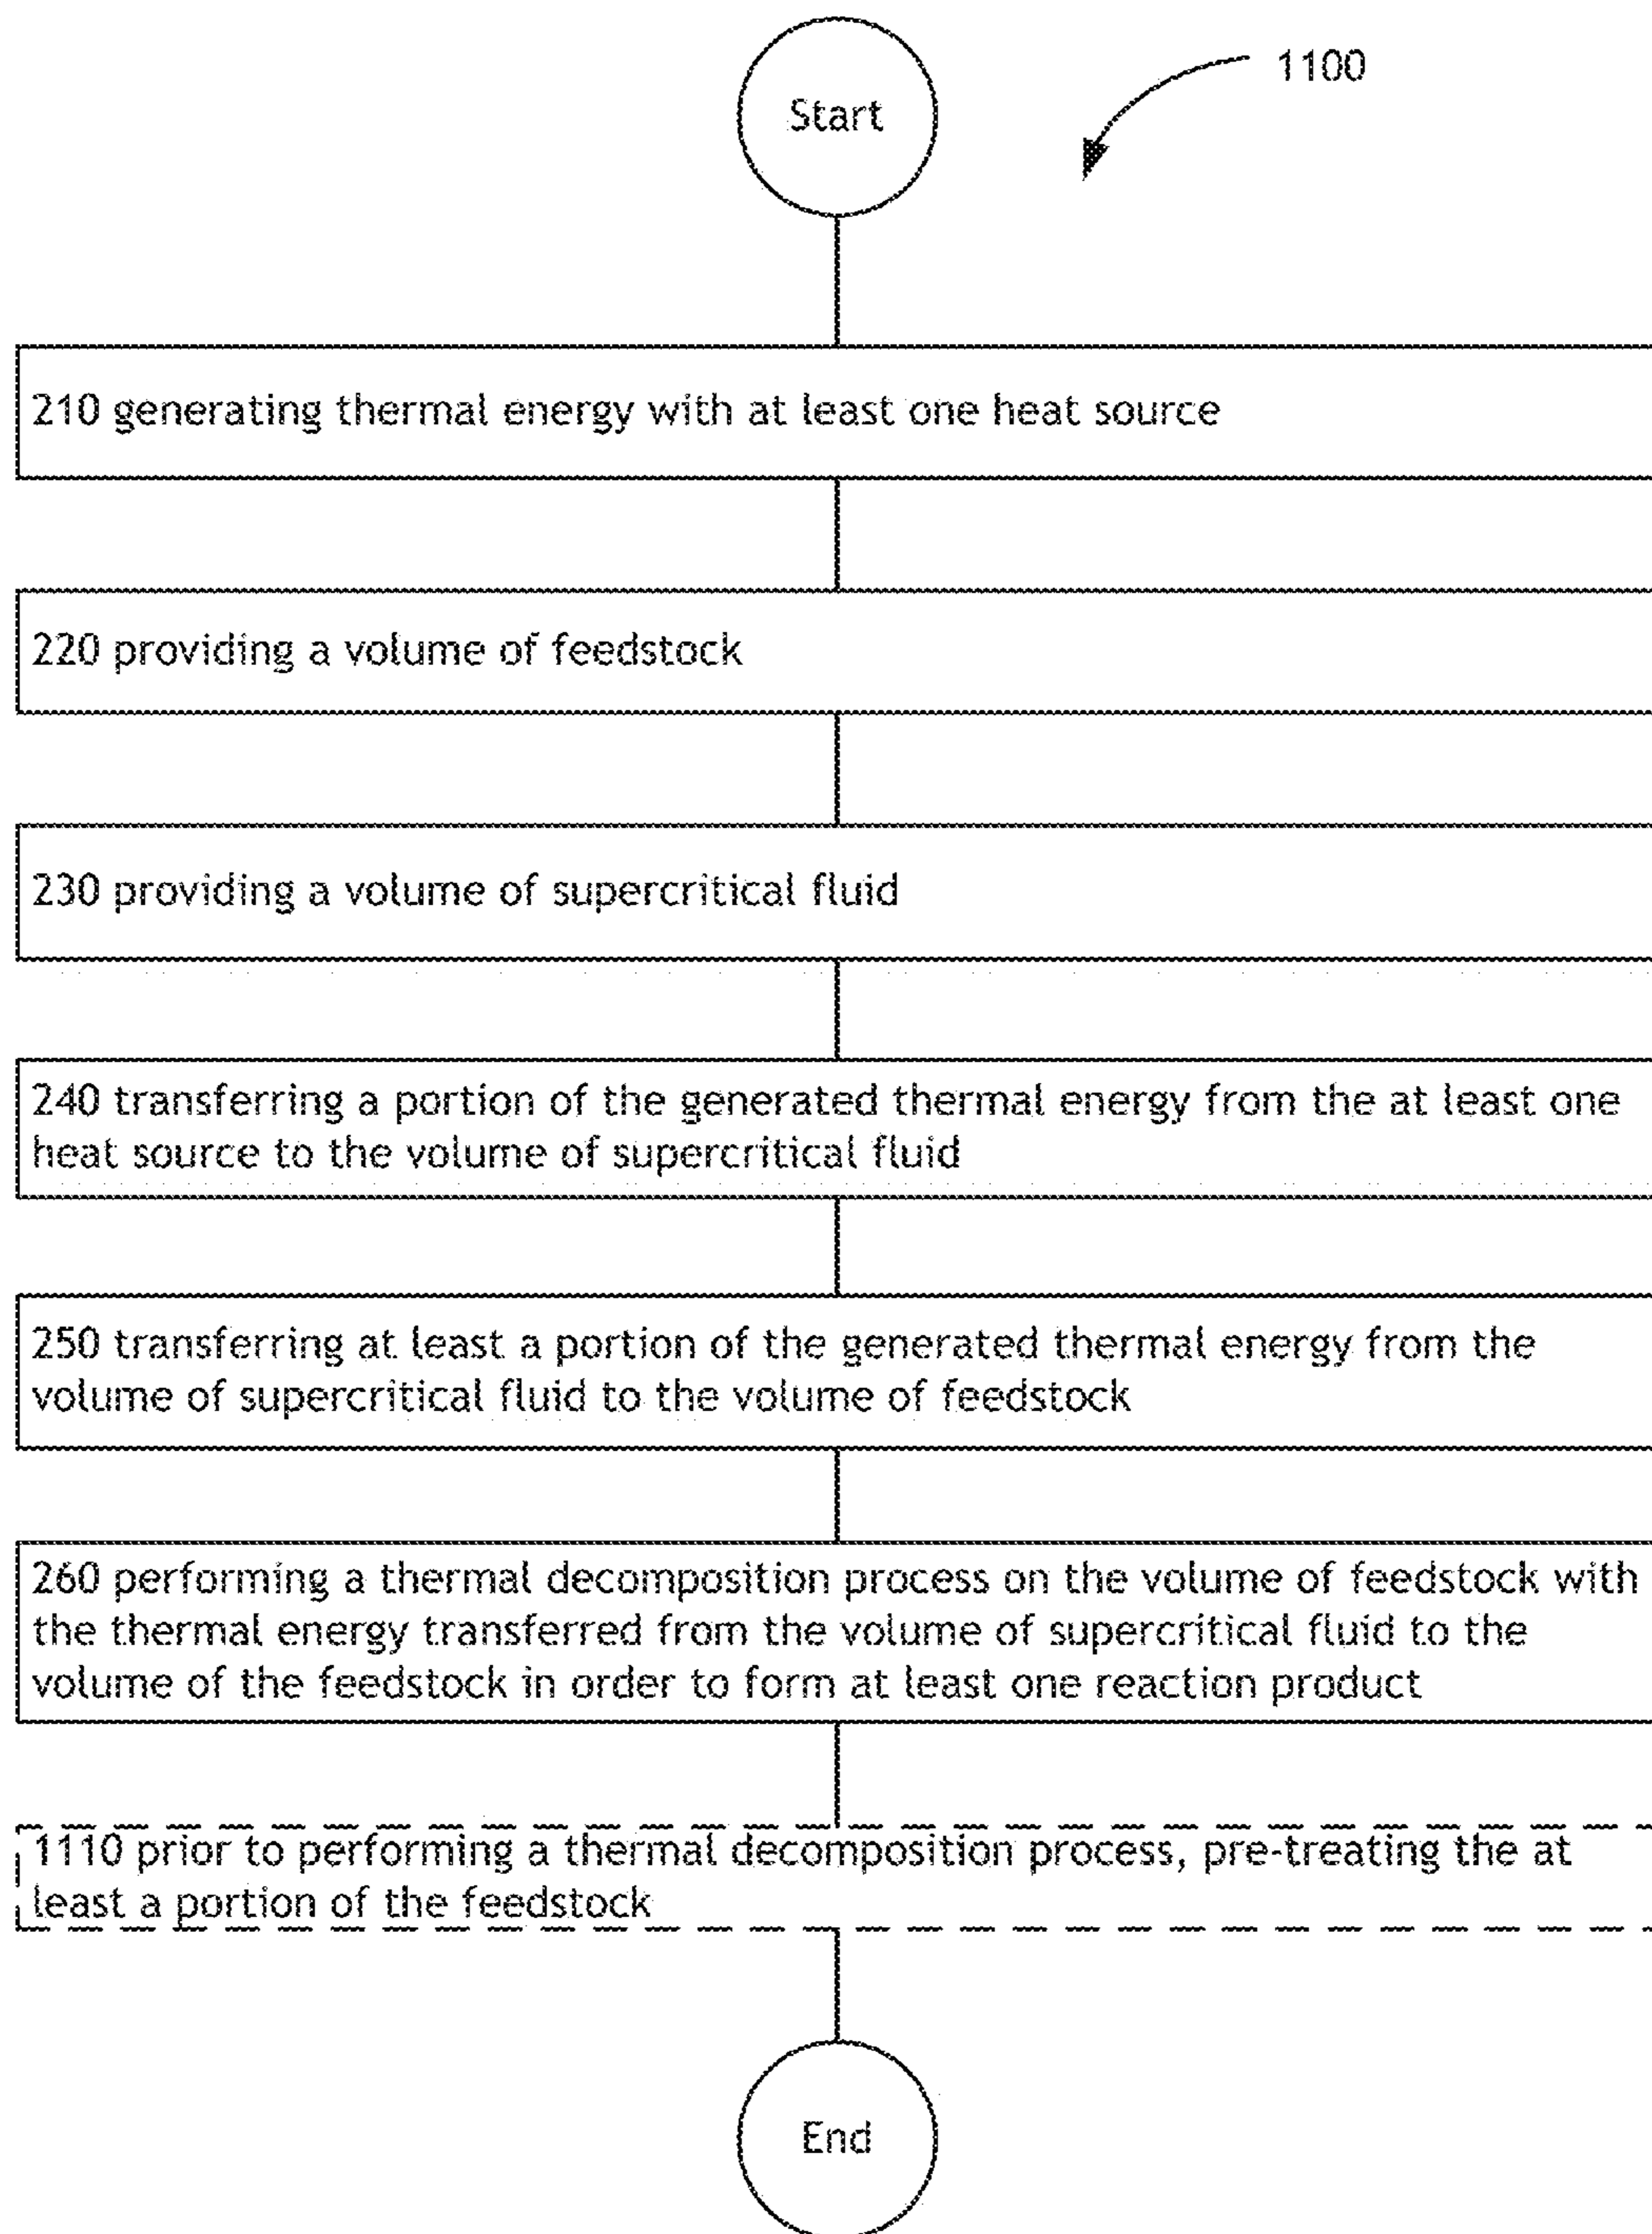 Start
1100
210 generating thermal energy with at least one heat source
220 providing a volume of feedstock
230 providing a volume of supercritical fluid
240 transferring a portion of the generated thermal energy from the at least one
heat source to the volume of supercritical fluid
250 transferring at least a portion of the generated thermal energy from the
volume of supercritical fluid to the volume of feedstock
260 performing a thermal decomposition process on the volume of feedstock with
the thermal energy transferred from the volume of supercritical fluid to the
volume of the feedstock in order to form at least one reaction product
1110 prior to performing a thermal decomposition process, pre-treating the at
least a portion of the feedstock
End